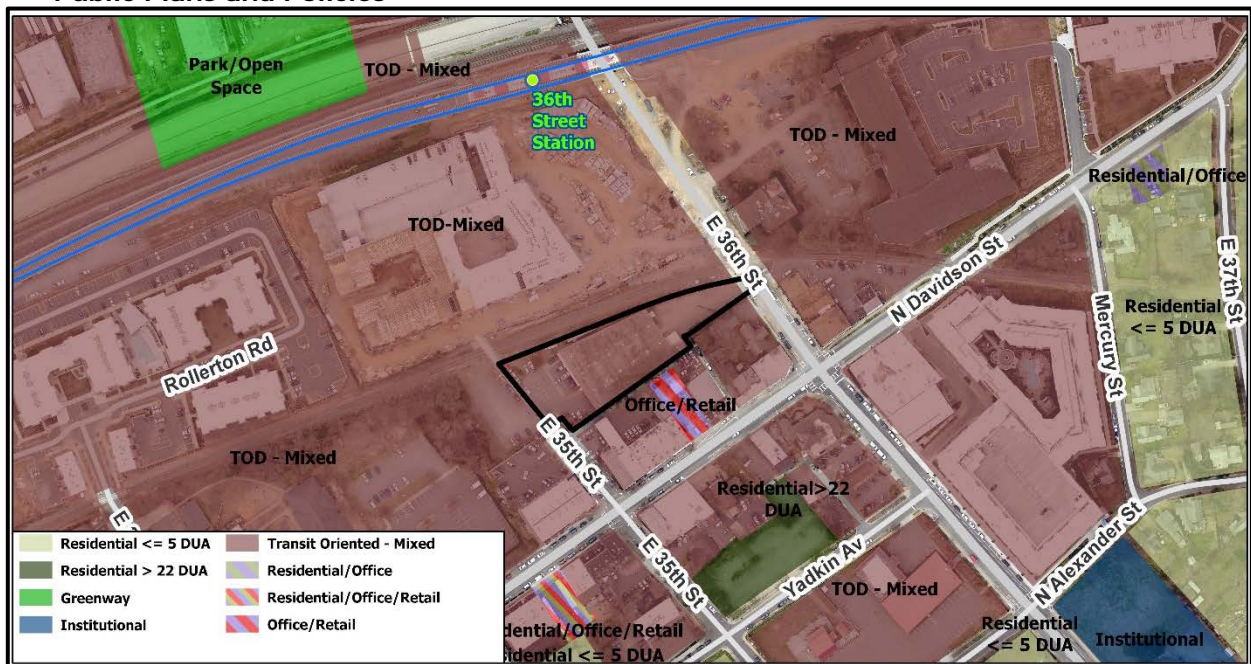 Public Plans and Policies
Park/Open
Space
TOD - Mixed
36th
Street
Station
TOD - Mixed
Residential/Office
TOD-Mixed
E 36th St
N Davidson St
E 37th St
Mercury St
Residential
<= 5 DUA
Rollerton Rd
Office/Retail
E 35th St
TOD - Mixed
Residential>22
DUA
N Alexander St
E 35th St
Yadkin Av
TOD - Mixed
Residential
<= 5 DUA
Institutional
Residential <= 5 DUA
Residential > 22 DUA
Greenway
Institutional
Transit Oriented - Mixed
Residential/Office
Residential/Office/Retail
Office/Retail
dential/Office/Retail
sidential <= 5 DUA